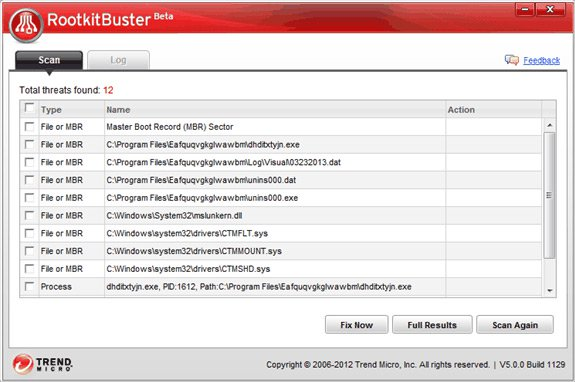 RootkitBuster Beta
Scan Log Feedback
Total threats found: 12
Type Name Action
File or MBR Master Boot Record (MBR) Sector
File or MBR C:\Program Files\Eafquqvgkglwawbm\dhditxtyjn.exe
File or MBR C:\Program Files\Eafquqvgkglwawbm\Log\Visual\03232013.dat
File or MBR C:\Program Files\Eafquqvgkglwawbm\unins000.dat
File or MBR C:\Program Files\Eafquqvgkglwawbm\unins000.exe
File or MBR C:\Windows\System32\mslunkern.dll
File or MBR C:\Windows\system32\drivers\CTMFLT.sys
File or MBR C:\Windows\system32\drivers\CTMMOUNT.sys
File or MBR C:\Windows\system32\drivers\CTMSHD.sys
Process dhditxtyjn.exe, PID:1612, Path:C:\Program Files\Eafquqvgkglwawbm\dhditxtyjn.exe
Fix Now Full Results Scan Again
TREND MICRO Copyright © 2006-2012 Trend Micro, Inc. All rights reserved. | V5.0.0 Build 1129